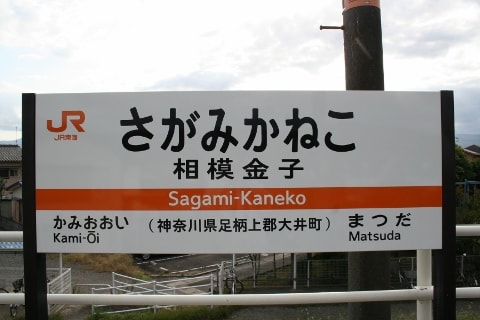 JR
JR東海
さがみかねこ
相模金子
Sagami-Kaneko
かみおおい (神奈川県足柄上郡大井町) まつだ
Kami-Ōi Matsuda